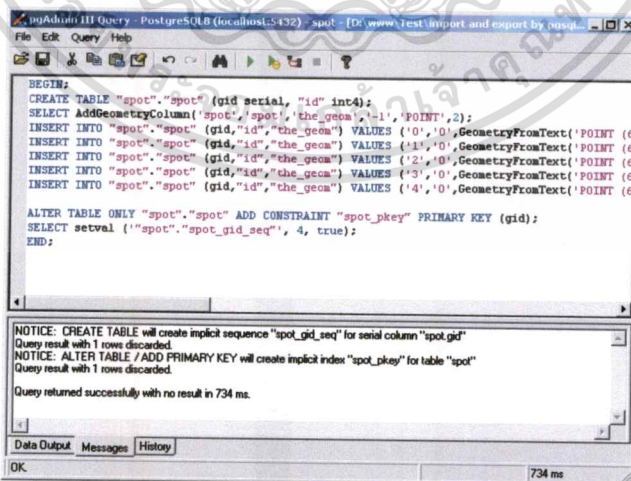 pgAdmin III Query - PostgreSQL8 (localhost:5432) - spot - [D:\www\Test\import and export by pgsql...
File Edit Query Help
BEGIN;
CREATE TABLE "spot"."spot" (gid serial, "id" int4);
SELECT AddGeometryColumn('spot','spot','the_geom','-1','POINT',2);
INSERT INTO "spot"."spot" (gid,"id","the_geom") VALUES ('0','0',GeometryFromText('POINT (6
INSERT INTO "spot"."spot" (gid,"id","the_geom") VALUES ('1','0',GeometryFromText('POINT (6
INSERT INTO "spot"."spot" (gid,"id","the_geom") VALUES ('2','0',GeometryFromText('POINT (6
INSERT INTO "spot"."spot" (gid,"id","the_geom") VALUES ('3','0',GeometryFromText('POINT (6
INSERT INTO "spot"."spot" (gid,"id","the_geom") VALUES ('4','0',GeometryFromText('POINT (6
ALTER TABLE ONLY "spot"."spot" ADD CONSTRAINT "spot_pkey" PRIMARY KEY (gid);
SELECT setval ('"spot"."spot_gid_seq"', 4, true);
END;
NOTICE: CREATE TABLE will create implicit sequence "spot_gid_seq" for serial column "spot.gid"
Query result with 1 rows discarded.
NOTICE: ALTER TABLE / ADD PRIMARY KEY will create implicit index "spot_pkey" for table "spot"
Query result with 1 rows discarded.
Query returned successfully with no result in 734 ms.
Data Output Messages History
OK. 734 ms